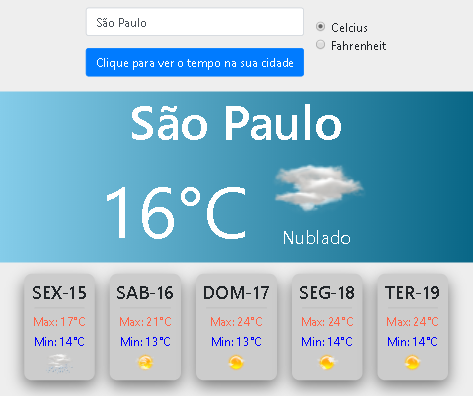 São Paulo
Celcius
Fahrenheit
Clique para ver o tempo na sua cidade
São Paulo
16°C
Nublado
SEX-15
Max: 17°C
Min: 14°C
SAB-16
Max: 21°C
Min: 13°C
DOM-17
Max: 24°C
Min: 13°C
SEG-18
Max: 24°C
Min: 14°C
TER-19
Max: 24°C
Min: 14°C